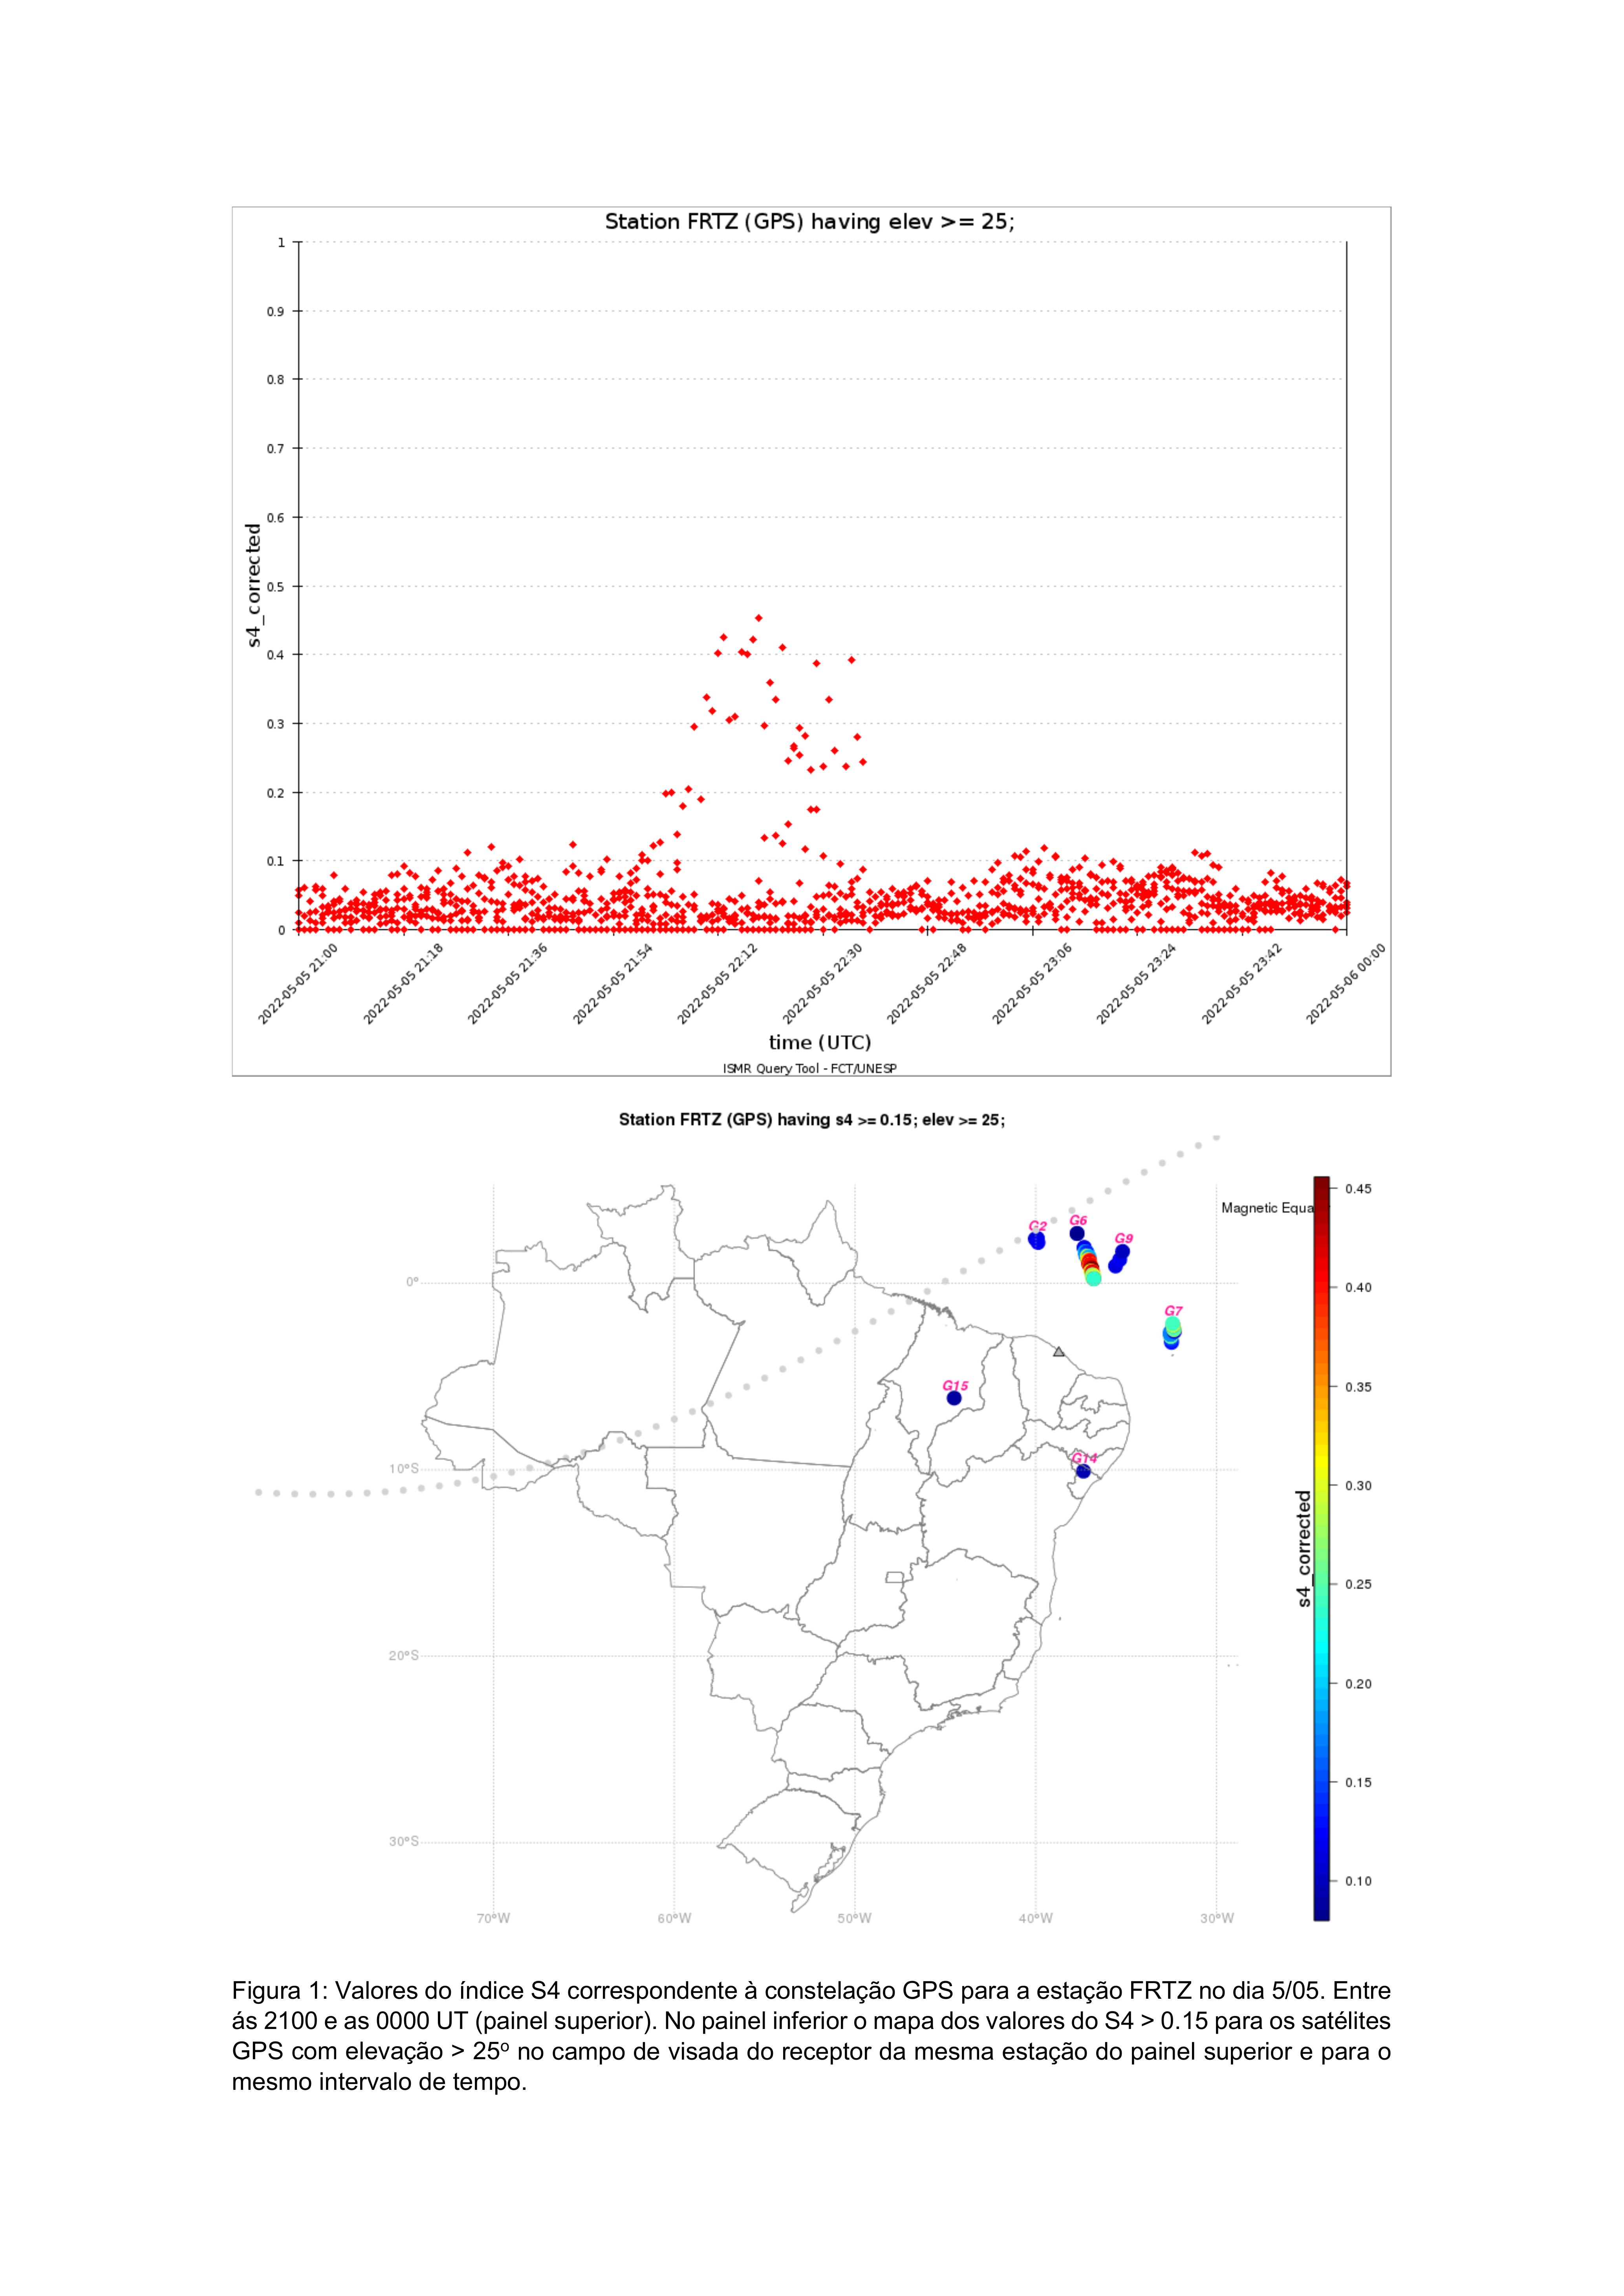 Station FRTZ (GPS) having elev >= 25;
1
0.9
0.8
0.7
0.6
0.5
0.4
0.3
0.2
0.1
0
s4_corrected
2022-05-05 21:00
2022-05-05 21:18
2022-05-05 21:36
2022-05-05 21:54
2022-05-05 22:12
2022-05-05 22:30
2022-05-05 22:48
2022-05-05 23:06
2022-05-05 23:24
2022-05-05 23:42
2022-05-06 00:00
time (UTC)
ISMR Query Tool - FCT/UNESP
Station FRTZ (GPS) having s4 >= 0.15; elev >= 25;
Magnetic Equa
G2
G6
G9
G7
G15
G14
0°
10°S
20°S
30°S
70°W
60°W
50°W
40°W
30°W
0.45
0.40
0.35
0.30
0.25
0.20
0.15
0.10
s4_corrected
Figura 1: Valores do índice S4 correspondente à constelação GPS para a estação FRTZ no dia 5/05. Entre
ás 2100 e as 0000 UT (painel superior). No painel inferior o mapa dos valores do S4 > 0.15 para os satélites
GPS com elevação > 25º no campo de visada do receptor da mesma estação do painel superior e para o
mesmo intervalo de tempo.